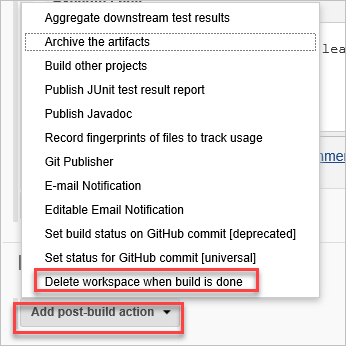 Aggregate downstream test results
Archive the artifacts
Build other projects
Publish JUnit test result report
Publish Javadoc
Record fingerprints of files to track usage
Git Publisher
E-mail Notification
Editable Email Notification
Set build status on GitHub commit [deprecated]
Set status for GitHub commit [universal]
Delete workspace when build is done
Add post-build action